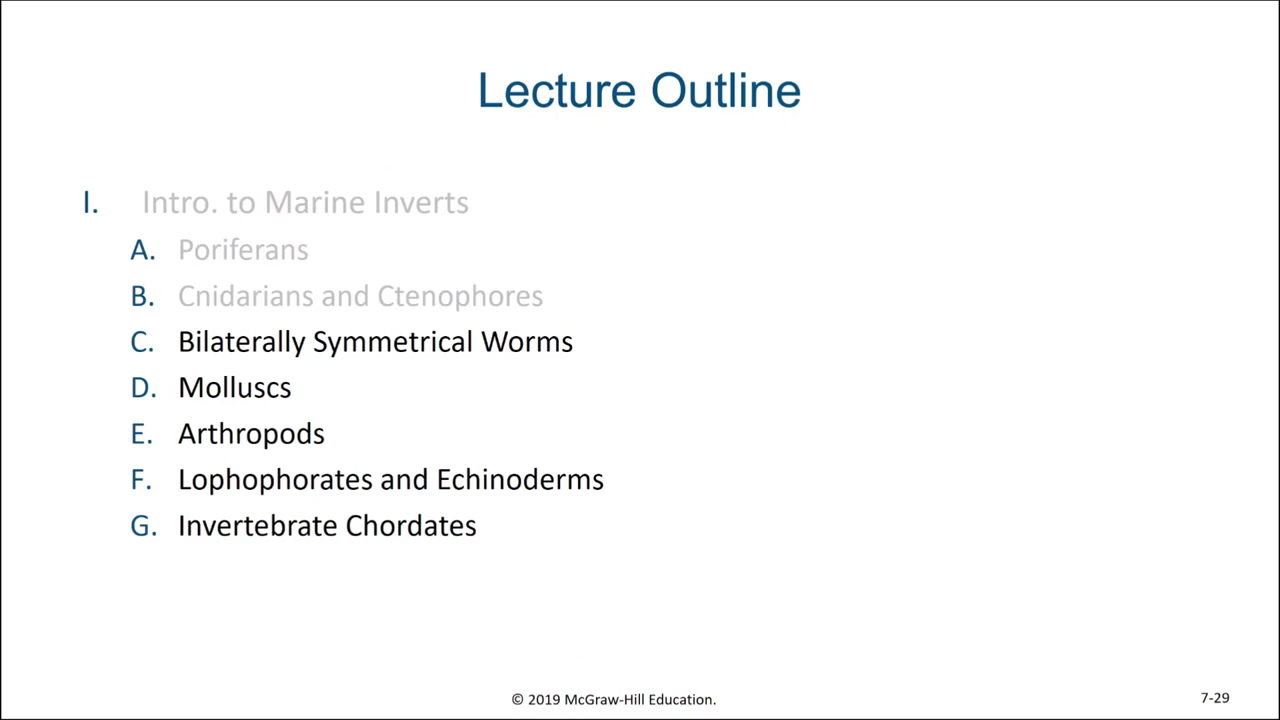 Lecture Outline
I. Intro. to Marine Inverts
A. Poriferans
B. Cnidarians and Ctenophores
C. Bilaterally Symmetrical Worms
D. Molluscs
E. Arthropods
F. Lophophorates and Echinoderms
G. Invertebrate Chordates
© 2019 McGraw-Hill Education.
7-29